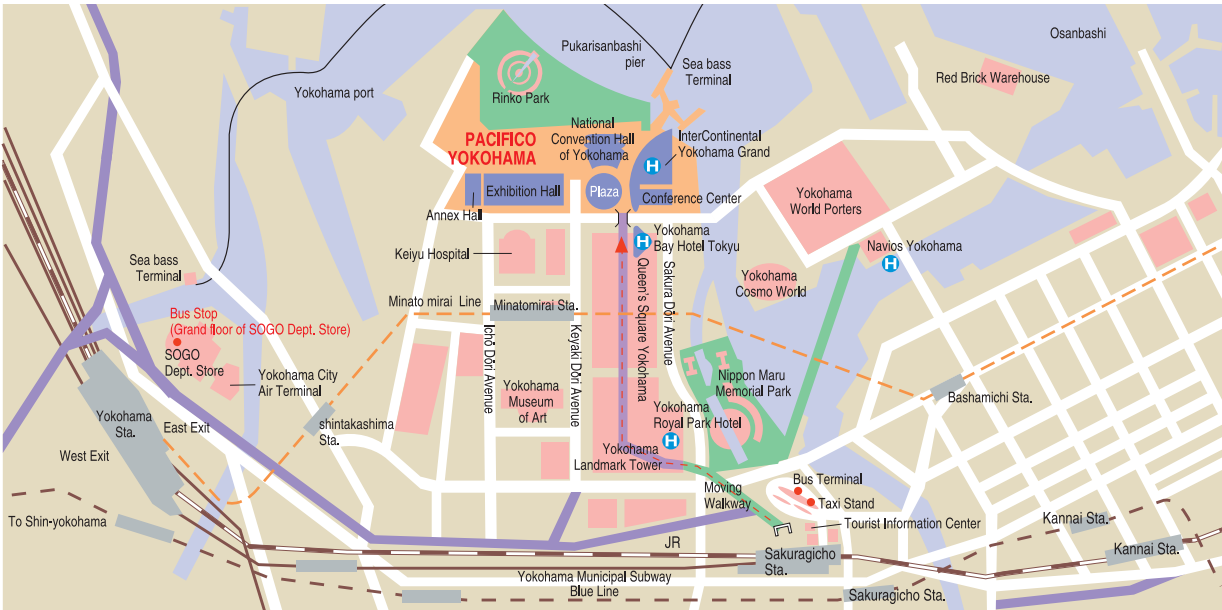 Pukarisanbashi
pier
Osanbashi
Sea bass
Terminal
Red Brick Warehouse
Yokohama port
Rinko Park
National
Convention Hall
of Yokohama
InterContinental
Yokohama Grand
PACIFICO
YOKOHAMA
H
Exhibition Hall
Plaza
Conference Center
Yokohama
World Porters
Annex Hall
Keiyu Hospital
H
Yokohama
Bay Hotel Tokyu
Navios Yokohama
H
Sea bass
Terminal
Yokohama
Cosmo World
Minato mirai Line
Minatomirai Sta.
Queen's Square Yokohama
Sakura Dōri Avenue
Bus Stop
(Grand floor of SOGO Dept. Store)
SOGO
Dept. Store
Ichō Dōri Avenue
Keyaki Dōri Avenue
Yokohama City
Air Terminal
Yokohama
Museum
of Art
Nippon Maru
Memorial Park
Bashamichi Sta.
Yokohama
Sta.
East Exit
shintakashima
Sta.
Yokohama
Royal Park Hotel
H
West Exit
Yokohama
Landmark Tower
Moving
Walkway
Bus Terminal
Taxi Stand
Tourist Information Center
To Shin-yokohama
Kannai Sta.
JR
Sakuragicho
Sta.
Kannai Sta.
Yokohama Municipal Subway
Blue Line
Sakuragicho Sta.